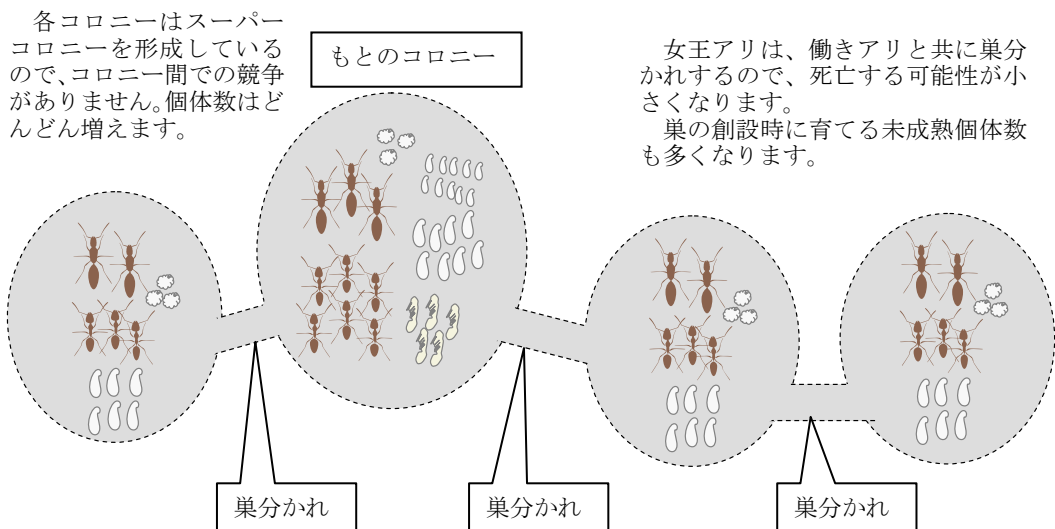 各コロニーはスーパー
コロニーを形成している
ので、コロニー間での競争
がありません。個体数はど
んどん増えます。
もとのコロニー
女王アリは、働きアリと共に巣分
かれするので、死亡する可能性が小
さくなります。
巣の創設時に育てる未成熟個体数
も多くなります。
巣分かれ
巣分かれ
巣分かれ